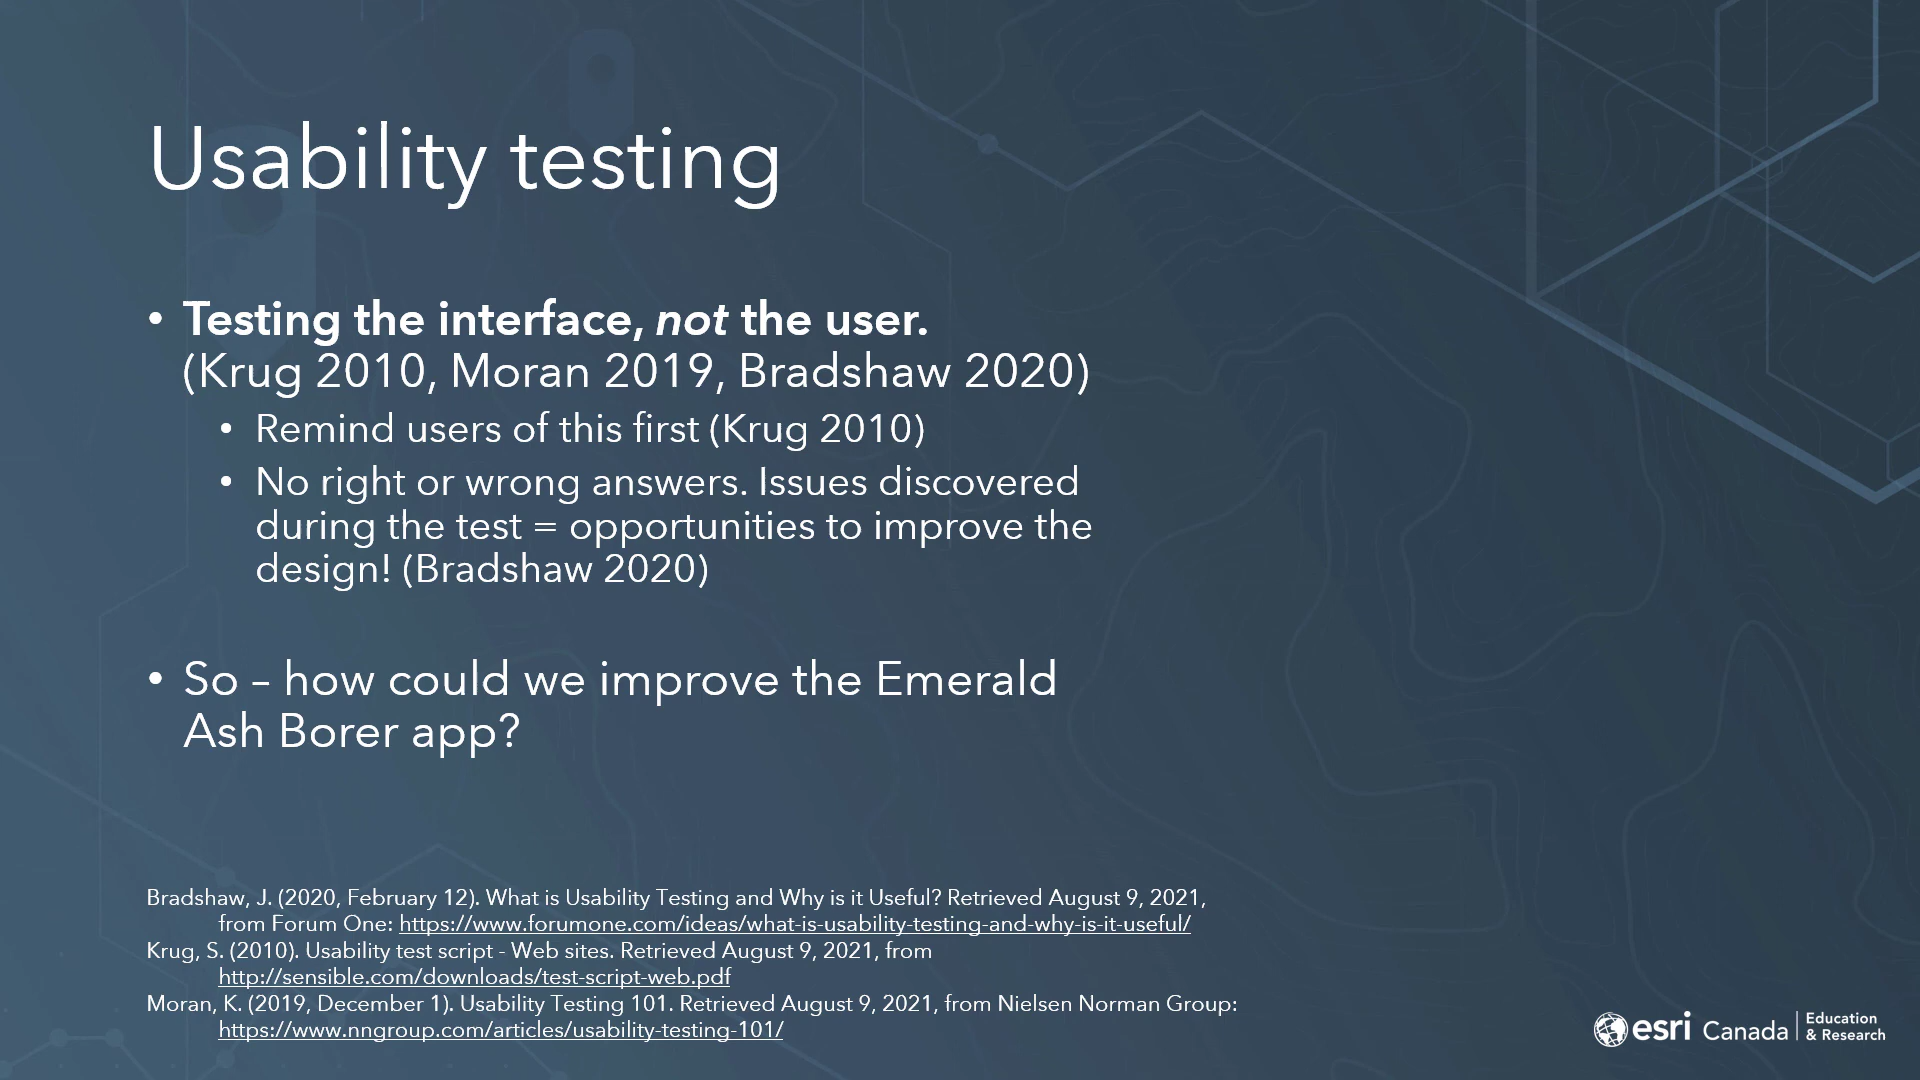 Usability testing
• Testing the interface, not the user.
(Krug 2010, Moran 2019, Bradshaw 2020)
• Remind users of this first (Krug 2010)
• No right or wrong answers. Issues discovered
during the test = opportunities to improve the
design! (Bradshaw 2020)
• So – how could we improve the Emerald
Ash Borer app?
Bradshaw, J. (2020, February 12). What is Usability Testing and Why is it Useful? Retrieved August 9, 2021,
from Forum One: https://www.forumone.com/ideas/what-is-usability-testing-and-why-is-it-useful/
Krug, S. (2010). Usability test script - Web sites. Retrieved August 9, 2021, from
http://sensible.com/downloads/test-script-web.pdf
Moran, K. (2019, December 1). Usability Testing 101. Retrieved August 9, 2021, from Nielsen Norman Group:
https://www.nngroup.com/articles/usability-testing-101/
esri Canada | Education
& Research